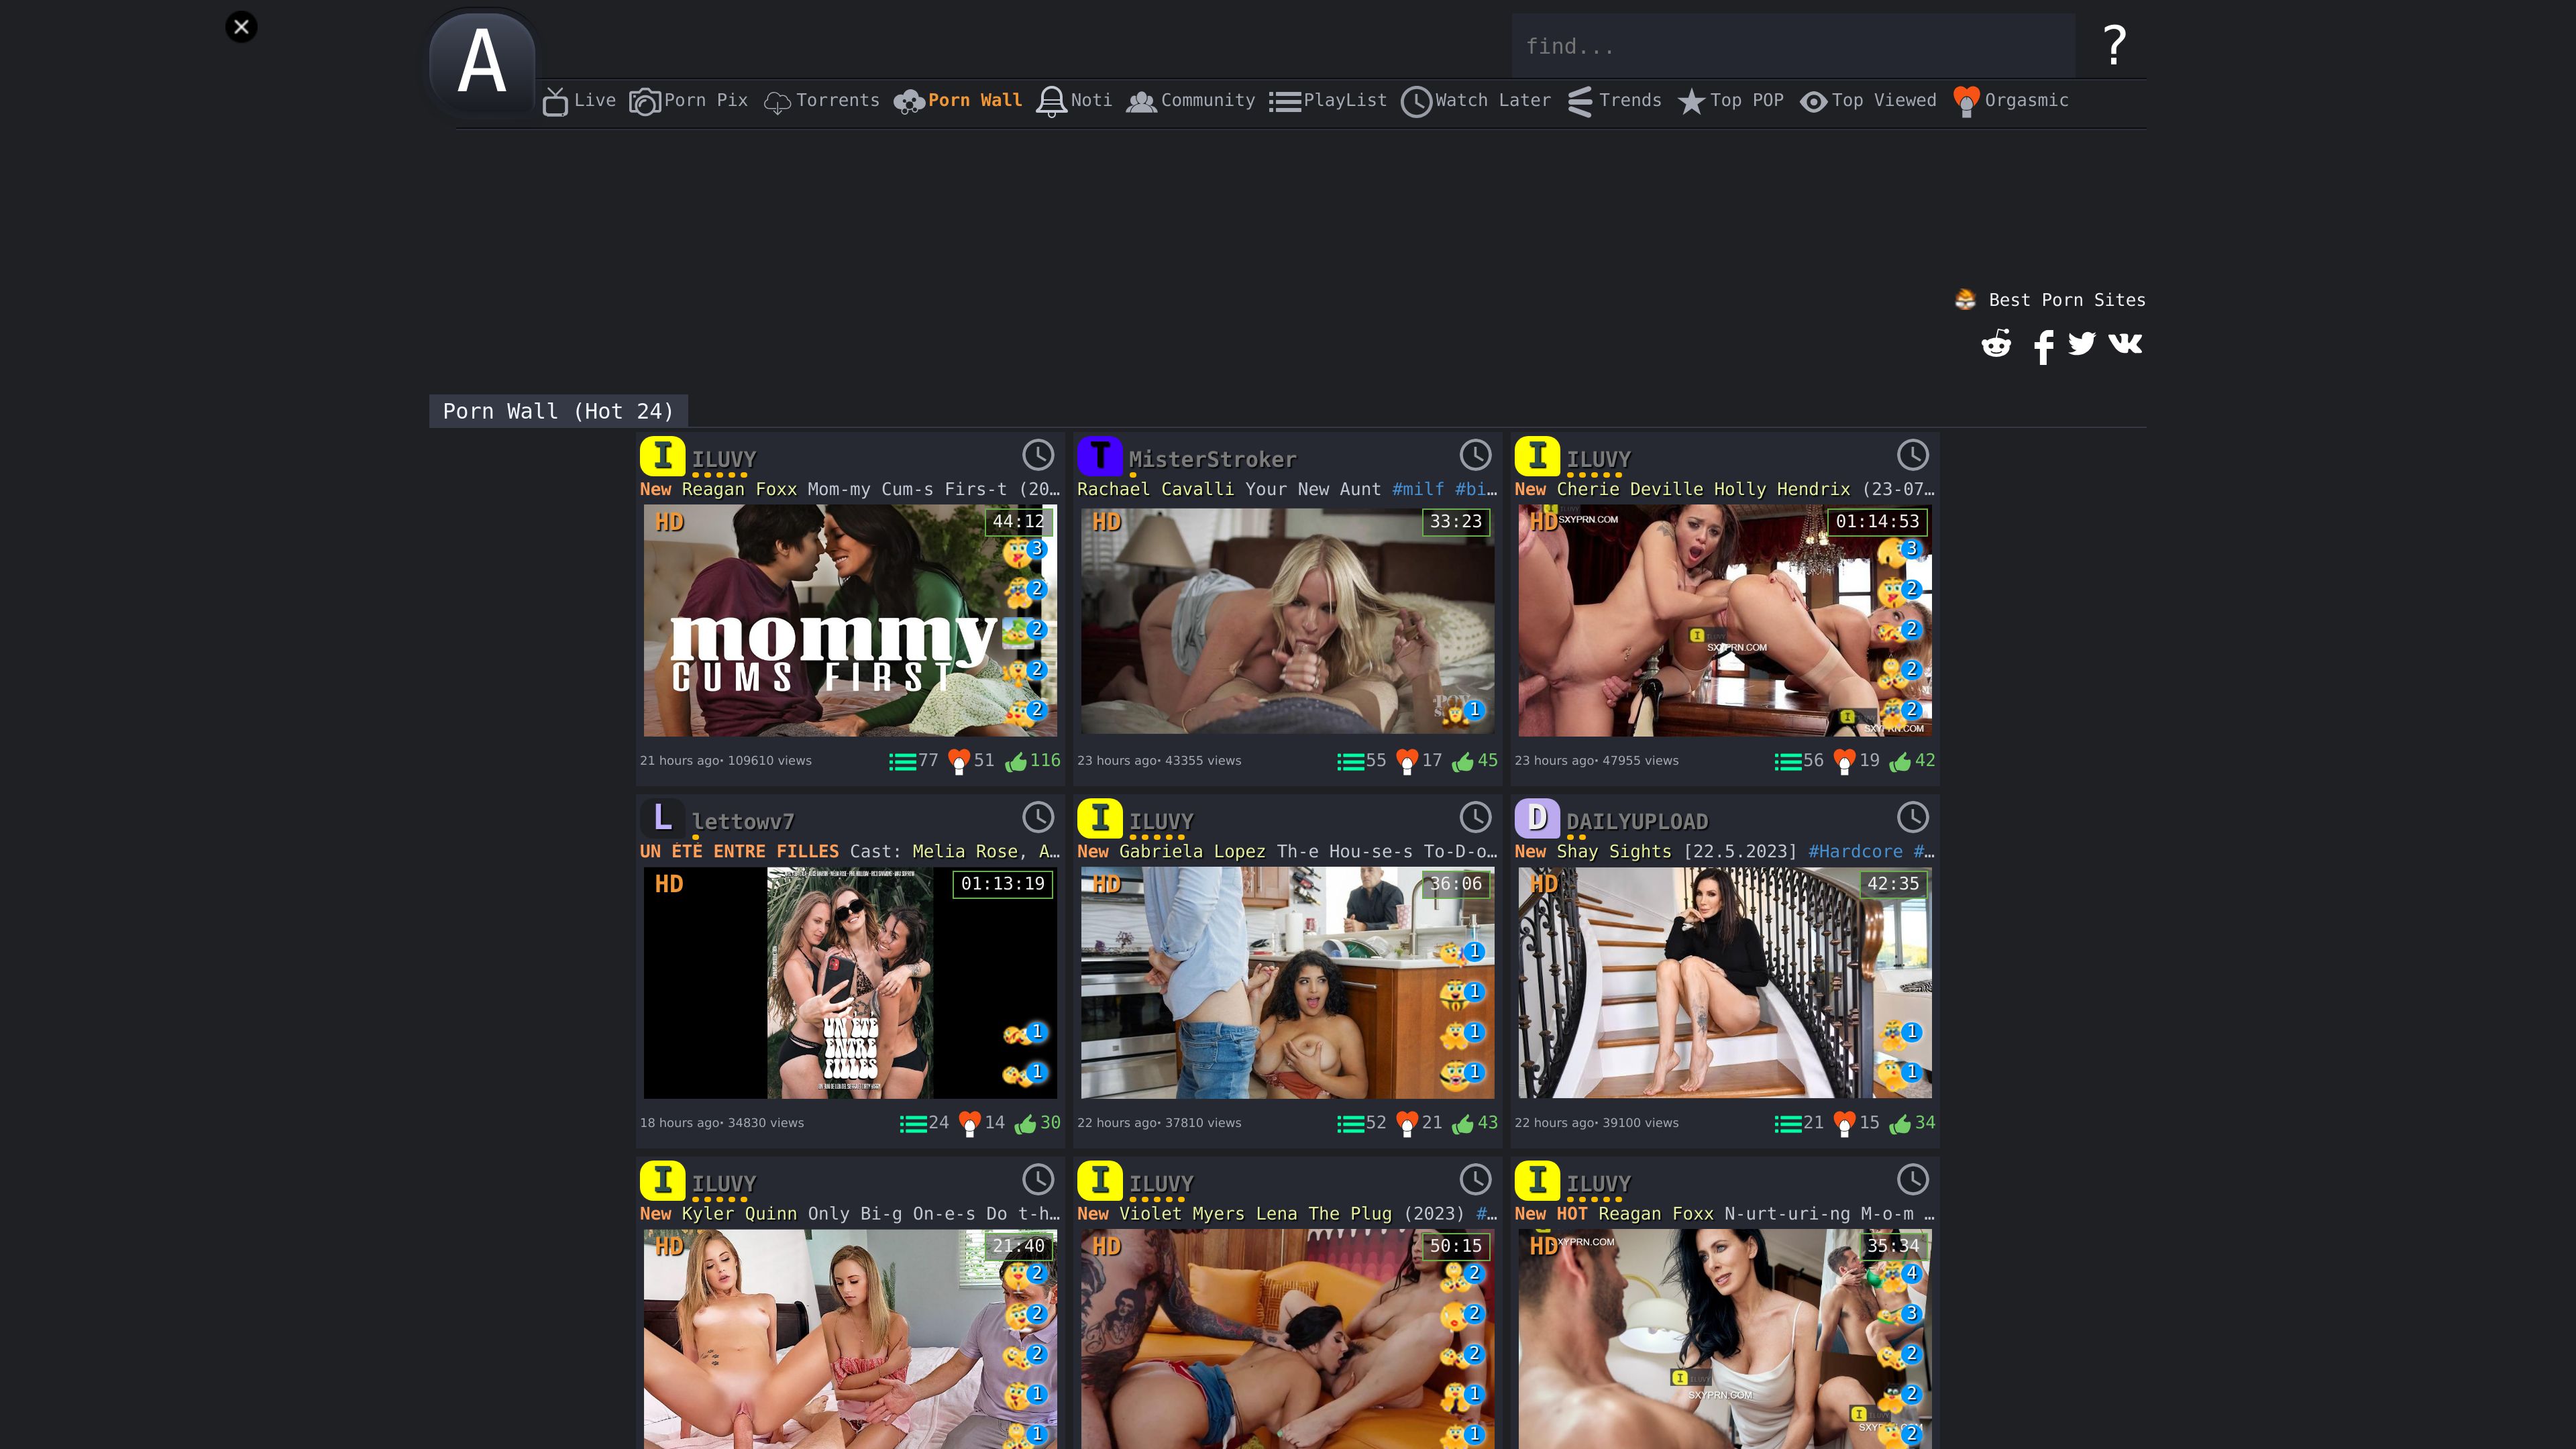 A
find...
?
Live Porn Pix Torrents Porn Wall Noti Community PlayList Watch Later Trends Top POP Top Viewed Orgasmic
Best Porn Sites
Porn Wall (Hot 24)
I ILUVY
New Reagan Foxx Mom-my Cum-s Firs-t (20…
HD 44:12
3
2
2
mommy
CUMS FIRST
2
2
21 hours ago• 109610 views 77 51 116
T MisterStroker
Rachael Cavalli Your New Aunt #milf #bi…
HD 33:23
1
23 hours ago• 43355 views 55 17 45
I ILUVY
New Cherie Deville Holly Hendrix (23-07…
HD SXYPRN.COM 01:14:53
3
2
2
I ILUVY
SXYPRN.COM
2
2
I
SXYPRN.COM
23 hours ago• 47955 views 56 19 42
L lettowv7
UN ÉTÉ ENTRE FILLES Cast: Melia Rose, A…
HD 01:13:19
UN ÉTÉ
ENTRE
FILLES
1
1
18 hours ago• 34830 views 24 14 30
I ILUVY
New Gabriela Lopez Th-e Hou-se-s To-D-o…
HD 36:06
1
1
1
1
22 hours ago• 37810 views 52 21 43
D DAILYUPLOAD
New Shay Sights [22.5.2023] #Hardcore #…
HD 42:35
1
1
22 hours ago• 39100 views 21 15 34
I ILUVY
New Kyler Quinn Only Bi-g On-e-s Do t-h…
HD 21:40
2
2
2
1
1
I ILUVY
New Violet Myers Lena The Plug (2023) #…
HD 50:15
2
2
2
1
1
I ILUVY
New HOT Reagan Foxx N-urt-uri-ng M-o-m …
HD XYPRN.COM 35:34
4
3
2
I ILUVY
SXYPRN.COM
2
I
2